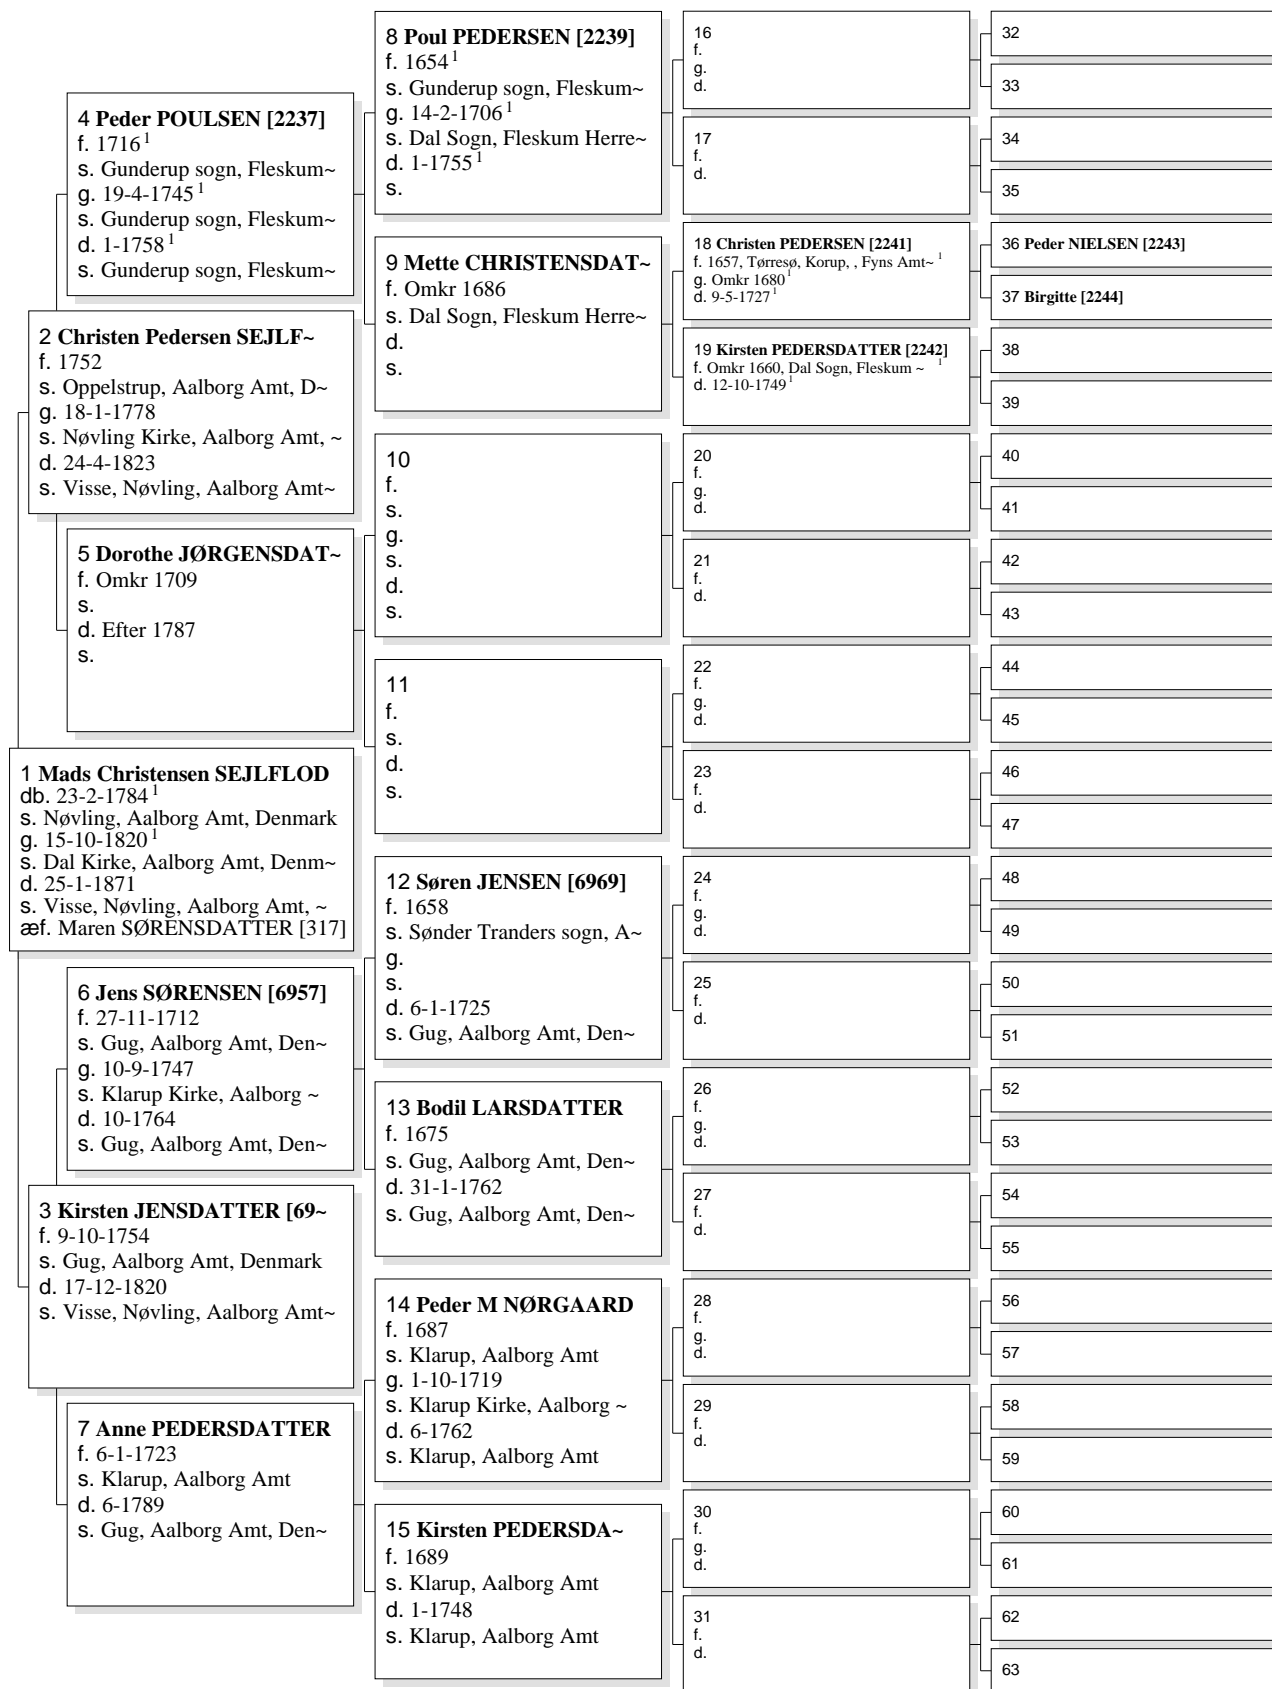 8 Poul PEDERSEN [2239]
f. 1654 1
s. Gunderup sogn, Fleskum~
g. 14-2-1706 1
s. Dal Sogn, Fleskum Herre~
d. 1-1755 1
s.
4 Peder POULSEN [2237]
f. 1716 1
s. Gunderup sogn, Fleskum~
g. 19-4-1745 1
s. Gunderup sogn, Fleskum~
d. 1-1758 1
s. Gunderup sogn, Fleskum~
9 Mette CHRISTENSDAT~
f. Omkr 1686
s. Dal Sogn, Fleskum Herre~
d.
s.
2 Christen Pedersen SEJLF~
f. 1752
s. Oppelstrup, Aalborg Amt, D~
g. 18-1-1778
s. Nøvling Kirke, Aalborg Amt, ~
d. 24-4-1823
s. Visse, Nøvling, Aalborg Amt~
10
f.
s.
g.
s.
d.
s.
5 Dorothe JØRGENSDAT~
f. Omkr 1709
s.
d. Efter 1787
s.
11
f.
s.
d.
s.
1 Mads Christensen SEJLFLOD
db. 23-2-1784 1
s. Nøvling, Aalborg Amt, Denmark
g. 15-10-1820 1
s. Dal Kirke, Aalborg Amt, Denm~
d. 25-1-1871
s. Visse, Nøvling, Aalborg Amt, ~
æf. Maren SØRENSDATTER [317]
12 Søren JENSEN [6969]
f. 1658
s. Sønder Tranders sogn, A~
g.
s.
d. 6-1-1725
s. Gug, Aalborg Amt, Den~
6 Jens SØRENSEN [6957]
f. 27-11-1712
s. Gug, Aalborg Amt, Den~
g. 10-9-1747
s. Klarup Kirke, Aalborg ~
d. 10-1764
s. Gug, Aalborg Amt, Den~
13 Bodil LARSDATTER
f. 1675
s. Gug, Aalborg Amt, Den~
d. 31-1-1762
s. Gug, Aalborg Amt, Den~
3 Kirsten JENSDATTER [69~
f. 9-10-1754
s. Gug, Aalborg Amt, Denmark
d. 17-12-1820
s. Visse, Nøvling, Aalborg Amt~
14 Peder M NØRGAARD
f. 1687
s. Klarup, Aalborg Amt
g. 1-10-1719
s. Klarup Kirke, Aalborg ~
d. 6-1762
s. Klarup, Aalborg Amt
7 Anne PEDERSDATTER
f. 6-1-1723
s. Klarup, Aalborg Amt
d. 6-1789
s. Gug, Aalborg Amt, Den~
15 Kirsten PEDERSDA~
f. 1689
s. Klarup, Aalborg Amt
d. 1-1748
s. Klarup, Aalborg Amt
16
f.
g.
d.
17
f.
d.
18 Christen PEDERSEN [2241]
f. 1657, Tørresø, Korup, , Fyns Amt~ 1
g. Omkr 1680 1
d. 9-5-1727 1
19 Kirsten PEDERSDATTER [2242]
f. Omkr 1660, Dal Sogn, Fleskum ~ 1
d. 12-10-1749 1
20
f.
g.
d.
21
f.
d.
22
f.
g.
d.
23
f.
d.
24
f.
g.
d.
25
f.
d.
26
f.
g.
d.
27
f.
d.
28
f.
g.
d.
29
f.
d.
30
f.
g.
d.
31
f.
d.
32
33
34
35
36 Peder NIELSEN [2243]
37 Birgitte [2244]
38
39
40
41
42
43
44
45
46
47
48
49
50
51
52
53
54
55
56
57
58
59
60
61
62
63